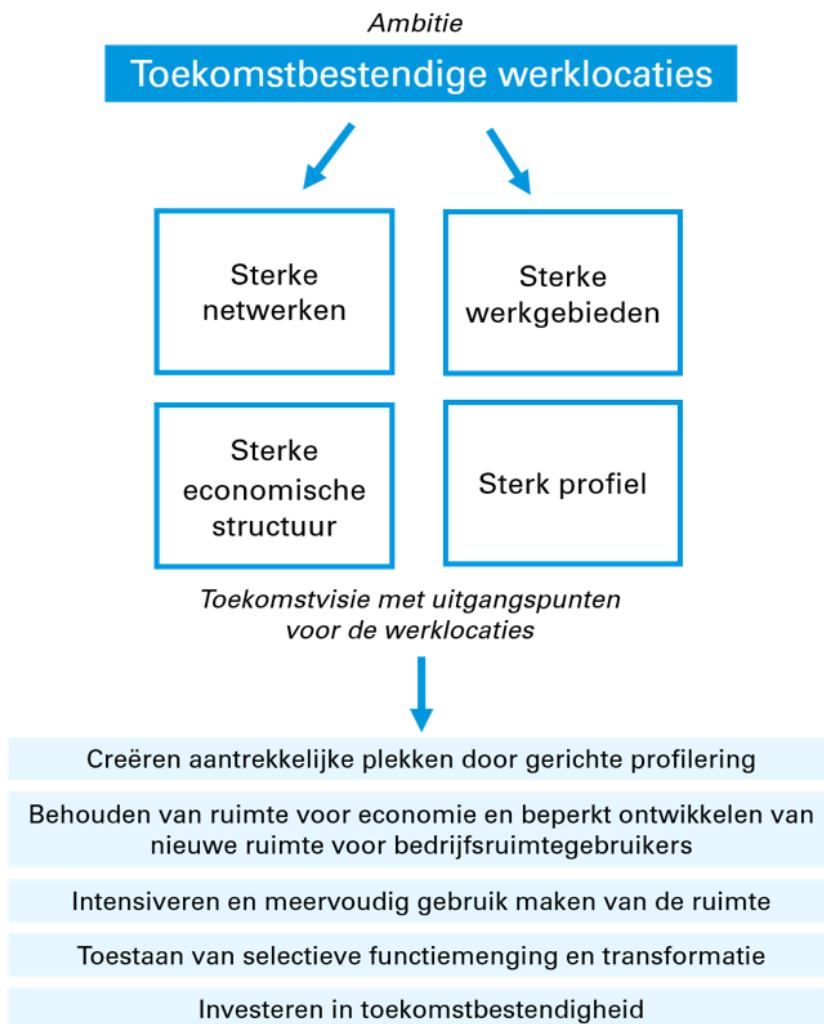 Ambitie
Toekomstbestendige werklocaties
Sterke
netwerken
Sterke
werkgebieden
Sterke
economische
structuur
Sterk profiel
Toekomstvisie met uitgangspunten
voor de werklocaties
Creëren aantrekkelijke plekken door gerichte profilering
Behouden van ruimte voor economie en beperkt ontwikkelen van
nieuwe ruimte voor bedrijfsruimtegebruikers
Intensiveren en meervoudig gebruik maken van de ruimte
Toestaan van selectieve functiemenging en transformatie
Investeren in toekomstbestendigheid